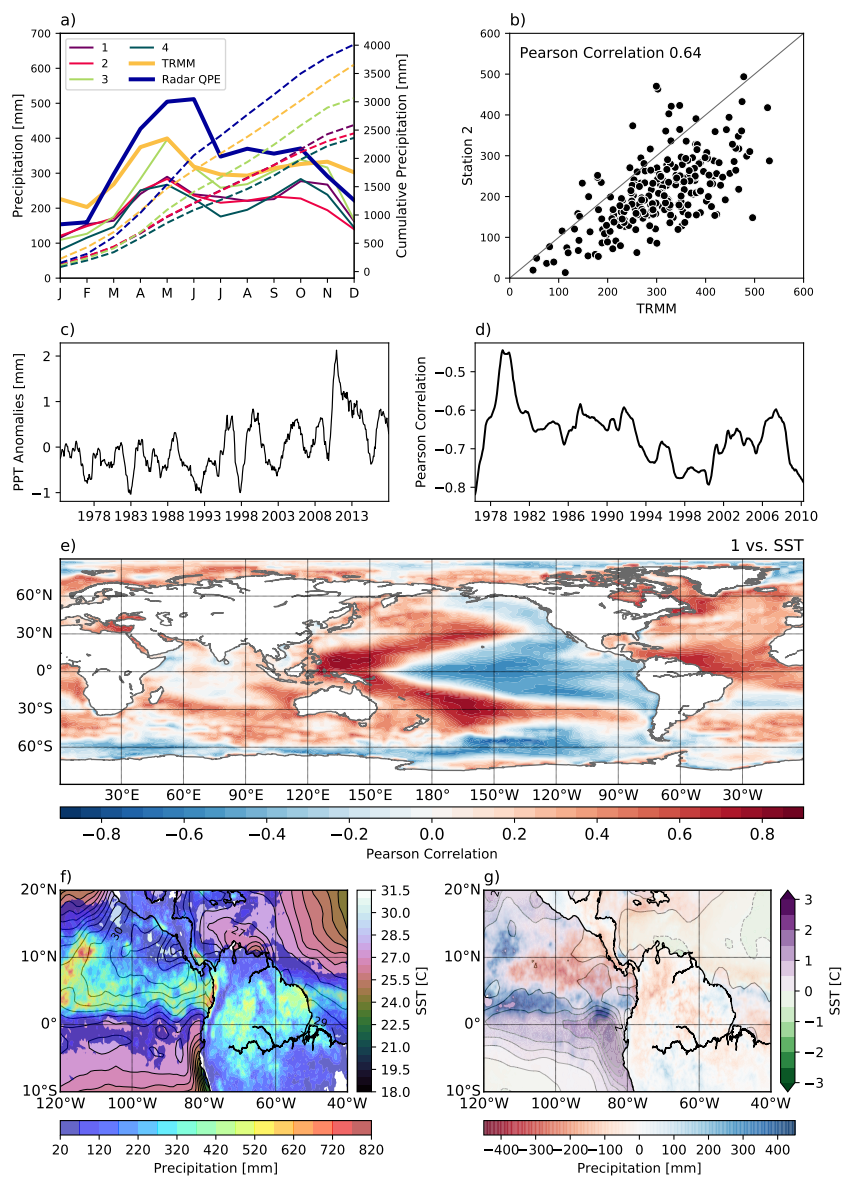 a)
700
600
500
400
300
200
100
0
Precipitation [mm]
1
2
3
4
TRMM
Radar QPE
4000
3500
3000
2500
2000
1500
1000
500
0
Cumulative Precipitation [mm]
J F M A M J J A S O N D
b)
Pearson Correlation 0.64
600
500
400
300
200
100
0
Station 2
0 100 200 300 400 500 600
TRMM
c)
2
1
0
−1
PPT Anomalies [mm]
1978 1983 1988 1993 1998 2003 2008 2013
d)
−0.5
−0.6
−0.7
−0.8
Pearson Correlation
1978 1982 1986 1990 1994 1998 2002 2006 2010
e)
1 vs. SST
60°N
30°N
0°
30°S
60°S
30°E 60°E 90°E 120°E 150°E 180° 150°W 120°W 90°W 60°W 30°W
−0.8 −0.6 −0.4 −0.2 0.0 0.2 0.4 0.6 0.8
Pearson Correlation
f)
20°N
10°N
0°
10°S
30
120°W 100°W 80°W 60°W 40°W
31.5
30.0
28.5
27.0
25.5
24.0
22.5
21.0
19.5
18.0
SST [C]
20 120 220 320 420 520 620 720 820
Precipitation [mm]
g)
20°N
10°N
0°
10°S
120°W 100°W 80°W 60°W 40°W
3
2
1
0
−1
−2
−3
SST [C]
−400 −300 −200 −100 0 100 200 300 400
Precipitation [mm]